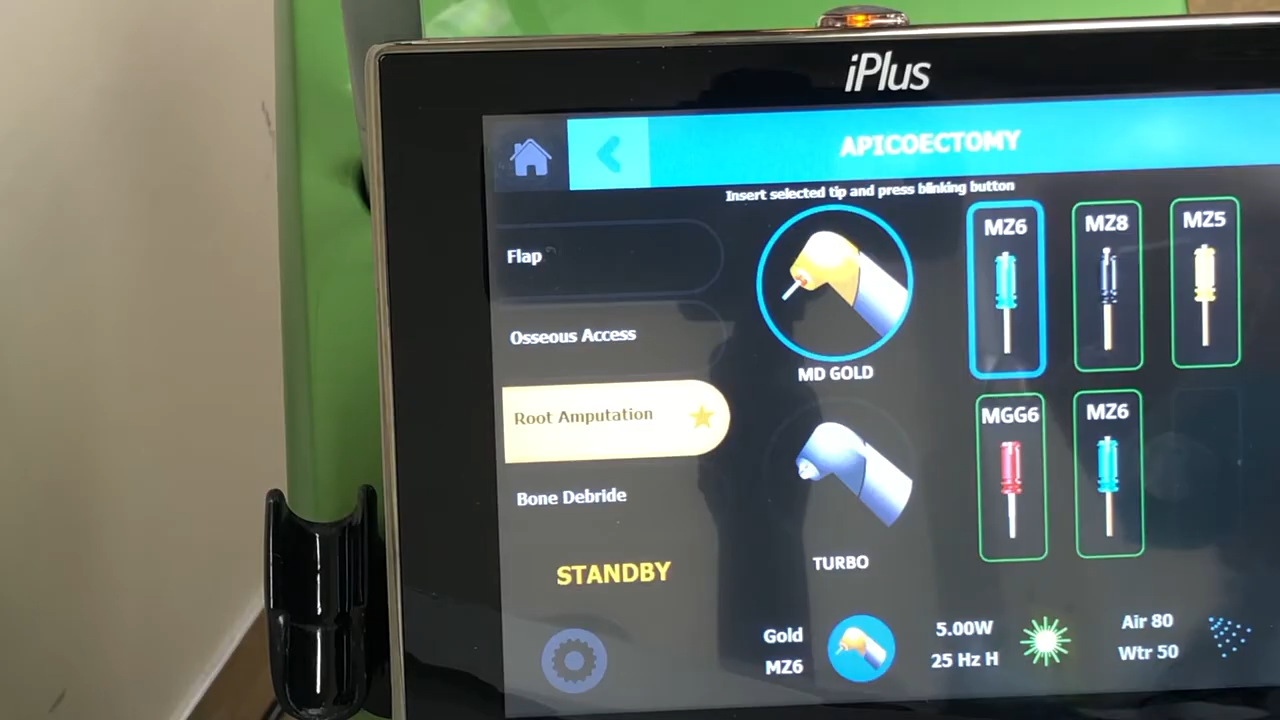 iPlus
APICOECTOMY
Insert selected tip and press blinking button
Flap
Osseous Access
Root Amputation
Bone Debride
STANDBY
MD GOLD
MZ6
MZ8
MZ5
TURBO
MGG6
MZ6
Gold
MZ6
5.00W
25 Hz H
Air 80
Wtr 50